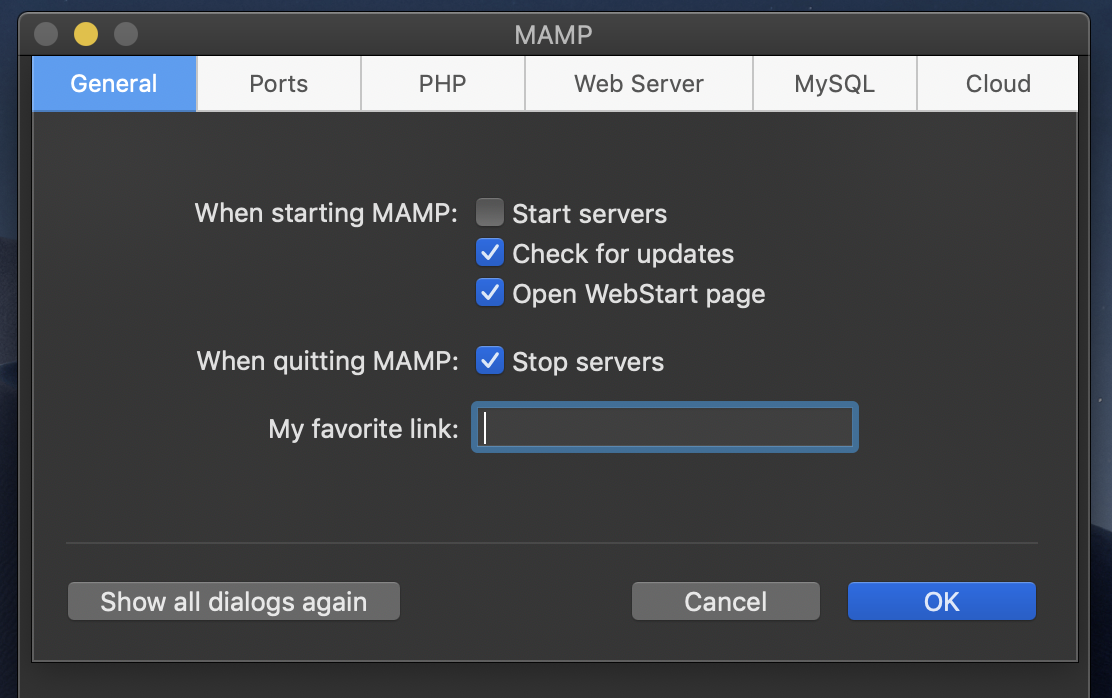 MAMP
General Ports PHP Web Server MySQL Cloud
When starting MAMP: Start servers
Check for updates
Open WebStart page
When quitting MAMP: Stop servers
My favorite link:
Show all dialogs again Cancel OK